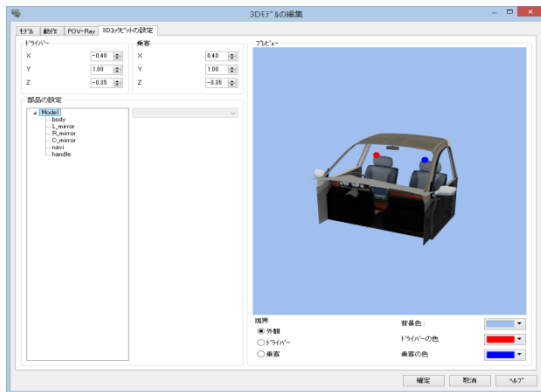 3Dﾓﾃﾞﾙの編集
ﾓﾃﾞﾙ 動作 POV-Ray 3Dｺｯｸﾋﾟｯﾄの設定
ﾄﾞﾗｲﾊﾞｰ
X -0.40
Y 1.00
Z -0.35
乗客
X 0.40
Y 1.00
Z -0.35
部品の設定
Model
body
L_mirror
R_mirror
C_mirror
navi
handle
ﾌﾟﾚﾋﾞｭｰ
視界
外観
ﾄﾞﾗｲﾊﾞｰ
乗客
背景色:
ﾄﾞﾗｲﾊﾞｰの色
乗客の色
確定 取消 ﾍﾙﾌﾟ